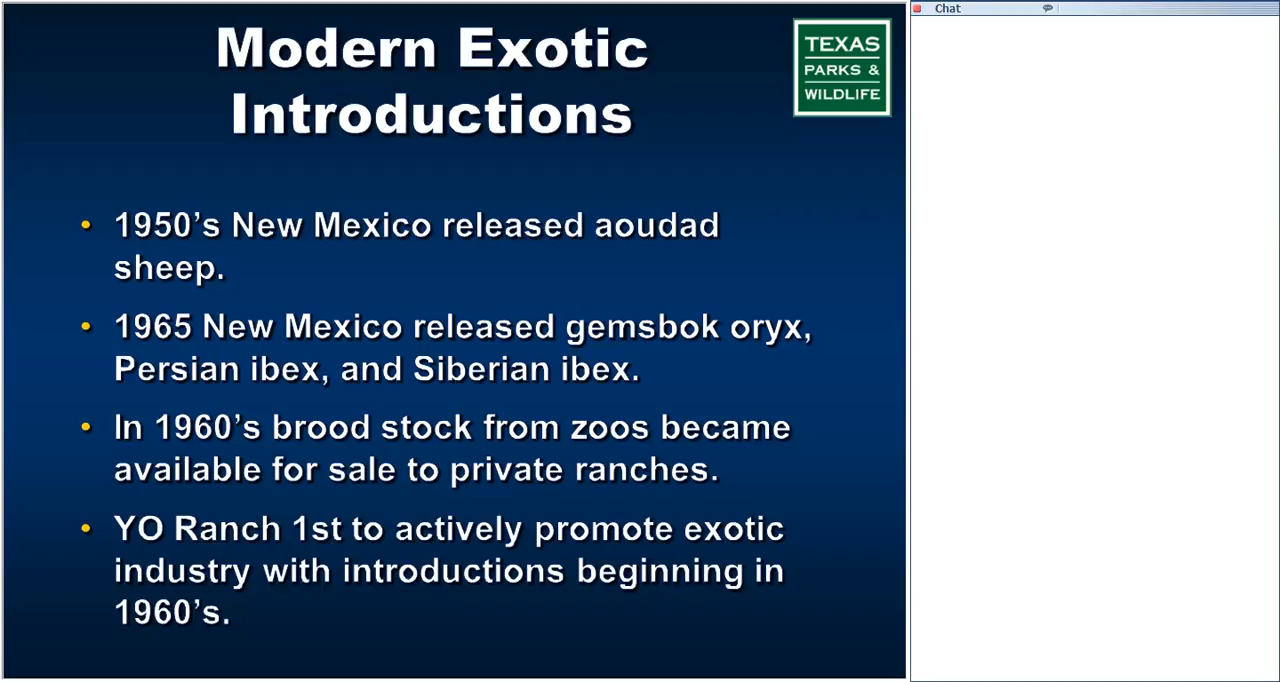 Modern Exotic
Introductions
TEXAS
PARKS &
WILDLIFE
• 1950’s New Mexico released aoudad
sheep.
• 1965 New Mexico released gemsbok oryx,
Persian ibex, and Siberian ibex.
• In 1960’s brood stock from zoos became
available for sale to private ranches.
• YO Ranch 1st to actively promote exotic
industry with introductions beginning in
1960’s.
Chat